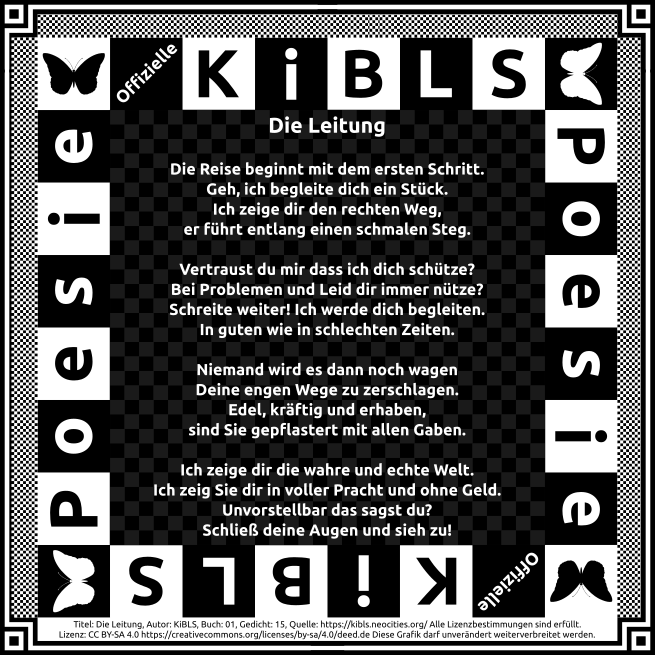 Offizielle
KiBLS
Poesie
Poesie
Die Leitung
Die Reise beginnt mit dem ersten Schritt.
Geh, ich begleite dich ein Stück.
Ich zeige dir den rechten Weg,
er führt entlang einen schmalen Steg.
Vertraust du mir dass ich dich schütze?
Bei Problemen und Leid dir immer nütze?
Schreite weiter! Ich werde dich begleiten.
In guten wie in schlechten Zeiten.
Niemand wird es dann noch wagen
Deine engen Wege zu zerschlagen.
Edel, kräftig und erhaben,
sind Sie gepflastert mit allen Gaben.
Ich zeige dir die wahre und echte Welt.
Ich zeig Sie dir in voller Pracht und ohne Geld.
Unvorstellbar das sagst du?
Schließ deine Augen und sieh zu!
Offizielle
KiBLS
Titel: Die Leitung, Autor: KiBLS, Buch: 01, Gedicht: 15, Quelle: https://kibls.neocities.org/ Alle Lizenzbestimmungen sind erfüllt.
Lizenz: CC BY-SA 4.0 https://creativecommons.org/licenses/by-sa/4.0/deed.de Diese Grafik darf unverändert weiterverbreitet werden.